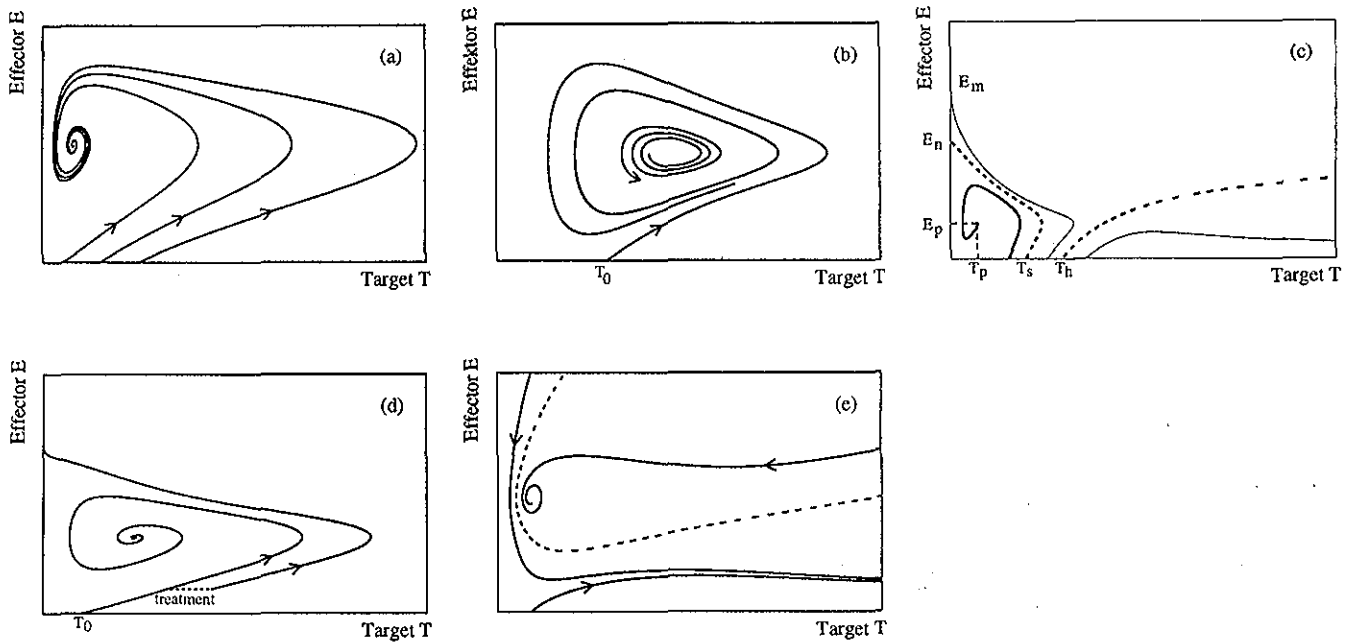 Effector E
(a)
Target T
Effektor E
(b)
T0
Target T
Effector E
(c)
Em
En
Ep
Tp
Ts
Th
Target T
Effector E
(d)
treatment
T0
Target T
Effector E
(e)
Target T